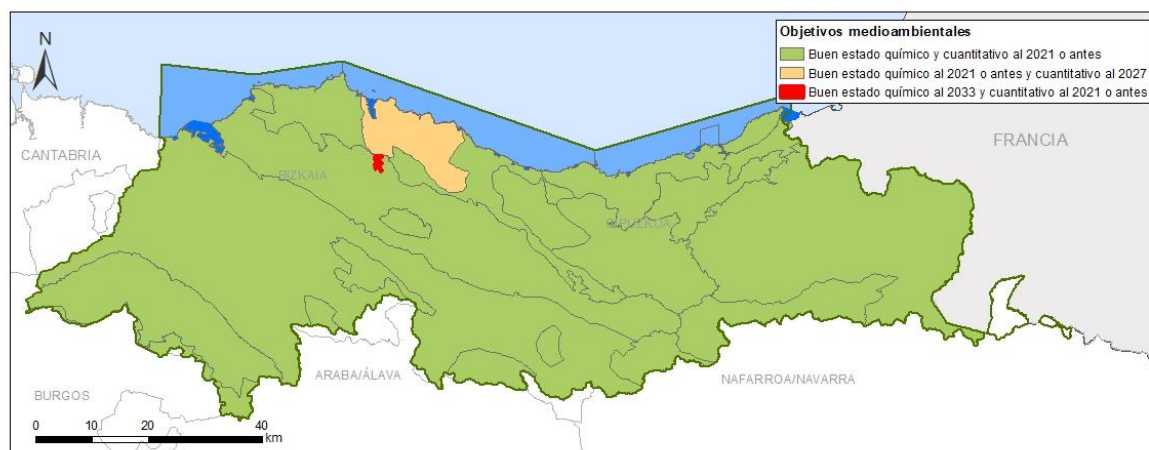 N
Objetivos medioambientales
Buen estado químico y cuantitativo al 2021 o antes
Buen estado químico al 2021 o antes y cuantitativo al 2027
Buen estado químico al 2033 y cuantitativo al 2021 o antes
FRANCIA
CANTABRIA
BIZKAIA
GIPUZKOA
ARABA/ÁLAVA
NAFARROA/NAVARRA
BURGOS
0 10 20 40
km